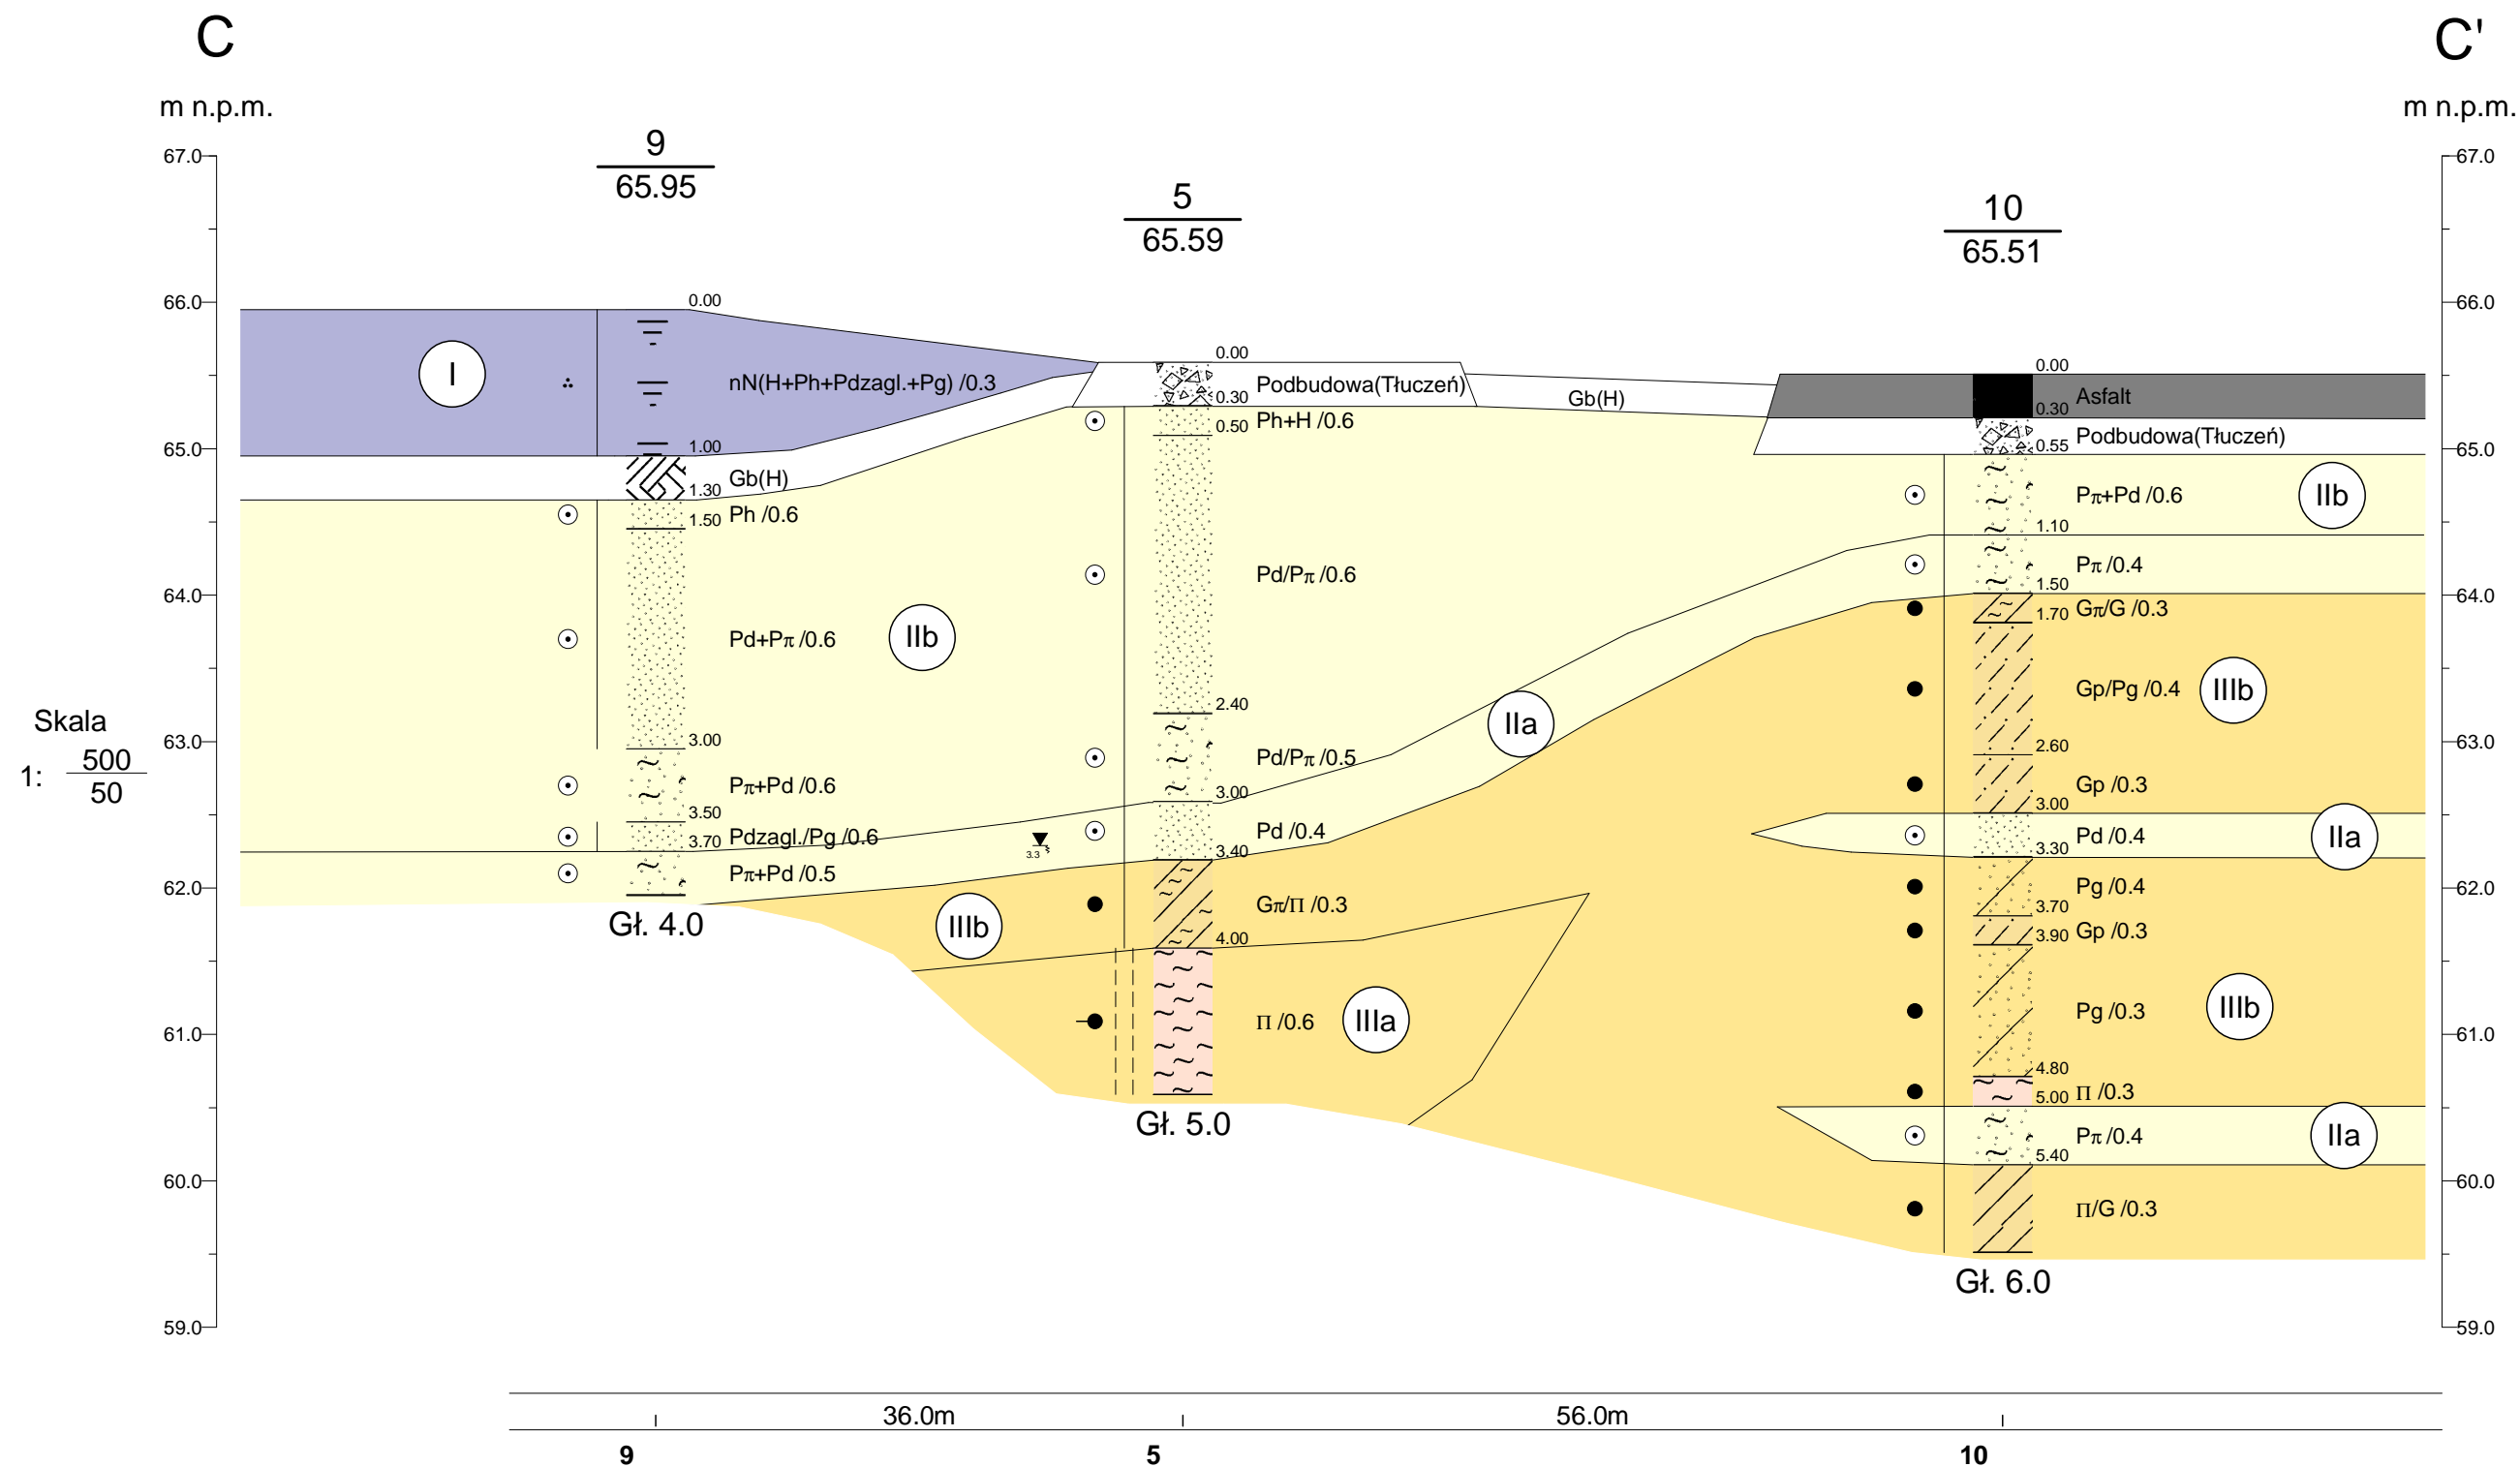 C
C'
m n.p.m.
m n.p.m.
9
65.95
5
65.59
10
65.51
67.0
66.0
65.0
64.0
63.0
62.0
61.0
60.0
59.0
Skala
1: 500
50
I
0.00
nN(H+Ph+Pdzagl.+Pg) /0.3
1.00
Gb(H)
1.30
Ph /0.6
1.50
Pd+Pπ /0.6
IIb
3.00
Pπ+Pd /0.6
3.50
Pdzagl./Pg /0.6
3.70
Pπ+Pd /0.5
Gł. 4.0
0.00
Podbudowa(Tłuczeń)
0.30
Ph+H /0.6
0.50
Pd/Pπ /0.6
2.40
Pd/Pπ /0.5
3.00
Pd /0.4
3.3
3.40
Gπ/Π /0.3
IIIb
4.00
Π /0.6
IIIa
Gł. 5.0
Gb(H)
IIa
0.00
Asfalt
0.30
Podbudowa(Tłuczeń)
0.55
Pπ+Pd /0.6
IIb
1.10
Pπ /0.4
1.50
Gπ/G /0.3
1.70
Gp/Pg /0.4
IIIb
2.60
Gp /0.3
3.00
Pd /0.4
IIa
3.30
Pg /0.4
3.70
Gp /0.3
3.90
Pg /0.3
IIIb
4.80
Π /0.3
5.00
Pπ /0.4
IIa
5.40
Π/G /0.3
Gł. 6.0
67.0
66.0
65.0
64.0
63.0
62.0
61.0
60.0
59.0
36.0m
56.0m
9
5
10